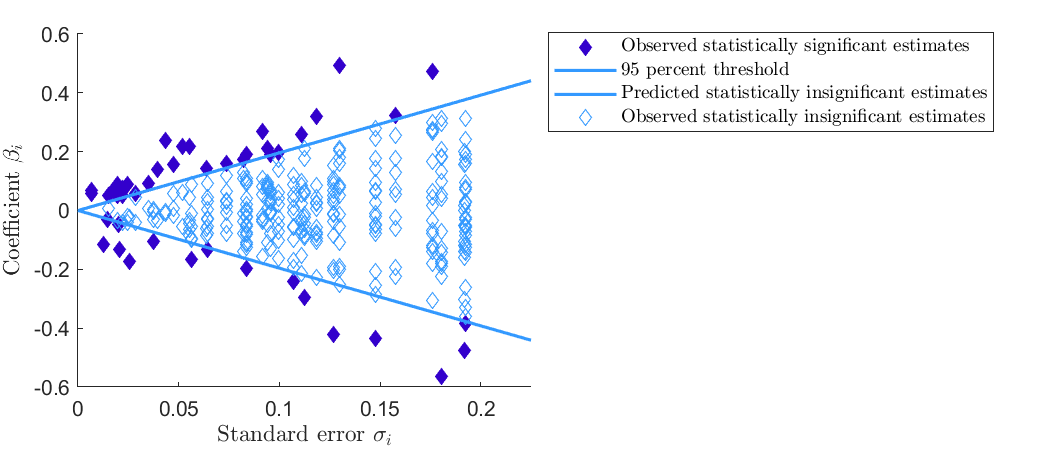 Observed statistically significant estimates
95 percent threshold
Predicted statistically insignificant estimates
Observed statistically insignificant estimates
0.6
0.4
0.2
0
-0.2
-0.4
-0.6
Coefficient βi
0 0.05 0.1 0.15 0.2
Standard error σi